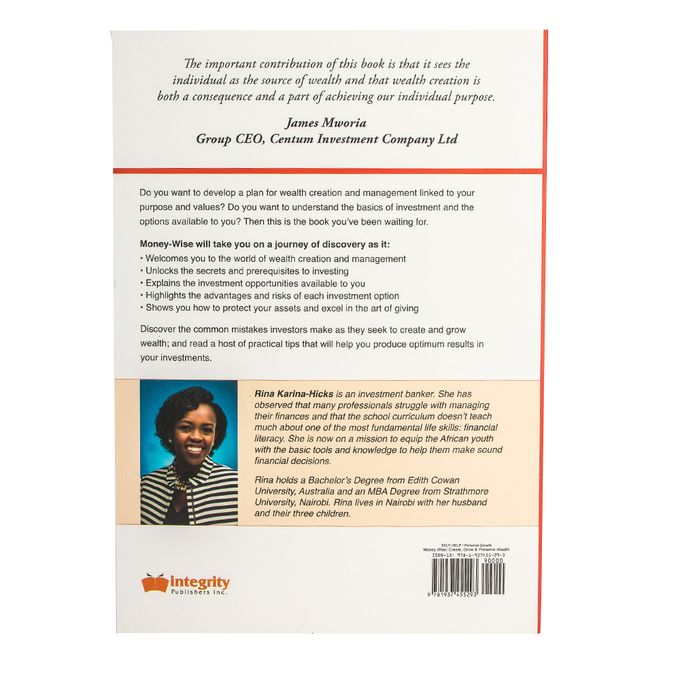 The important contribution of this book is that it sees the
individual as the source of wealth and that wealth creation is
both a consequence and a part of achieving our individual purpose.
James Mworia
Group CEO, Centum Investment Company Ltd
Do you want to develop a plan for wealth creation and management linked to your
purpose and values? Do you want to understand the basics of investment and the
options available to you? Then this is the book you've been waiting for.
Money-Wise will take you on a journey of discovery as it:
• Welcomes you to the world of wealth creation and management
• Unlocks the secrets and prerequisites to investing
• Explains the investment opportunities available to you
• Highlights the advantages and risks of each investment option
• Shows you how to protect your assets and excel in the art of giving
Discover the common mistakes investors make as they seek to create and grow
wealth; and read a host of practical tips that will help you produce optimum results in
your investments.
Rina Karina-Hicks is an investment banker. She has
observed that many professionals struggle with managing
their finances and that the school curriculum doesn't teach
much about one of the most fundamental life skills: financial
literacy. She is now on a mission to equip the African youth
with the basic tools and knowledge to help them make sound
financial decisions.
Rina holds a Bachelor's Degree from Edith Cowan
University, Australia and an MBA Degree from Strathmore
University, Nairobi. Rina lives in Nairobi with her husband
and their three children.
SELF-HELP / Personal Growth
Money Wise: Create, Grow & Preserve Wealth
ISBN-13: 978-1-937455-29-3
90000
9 781937 455293
Integrity
Publishers Inc.